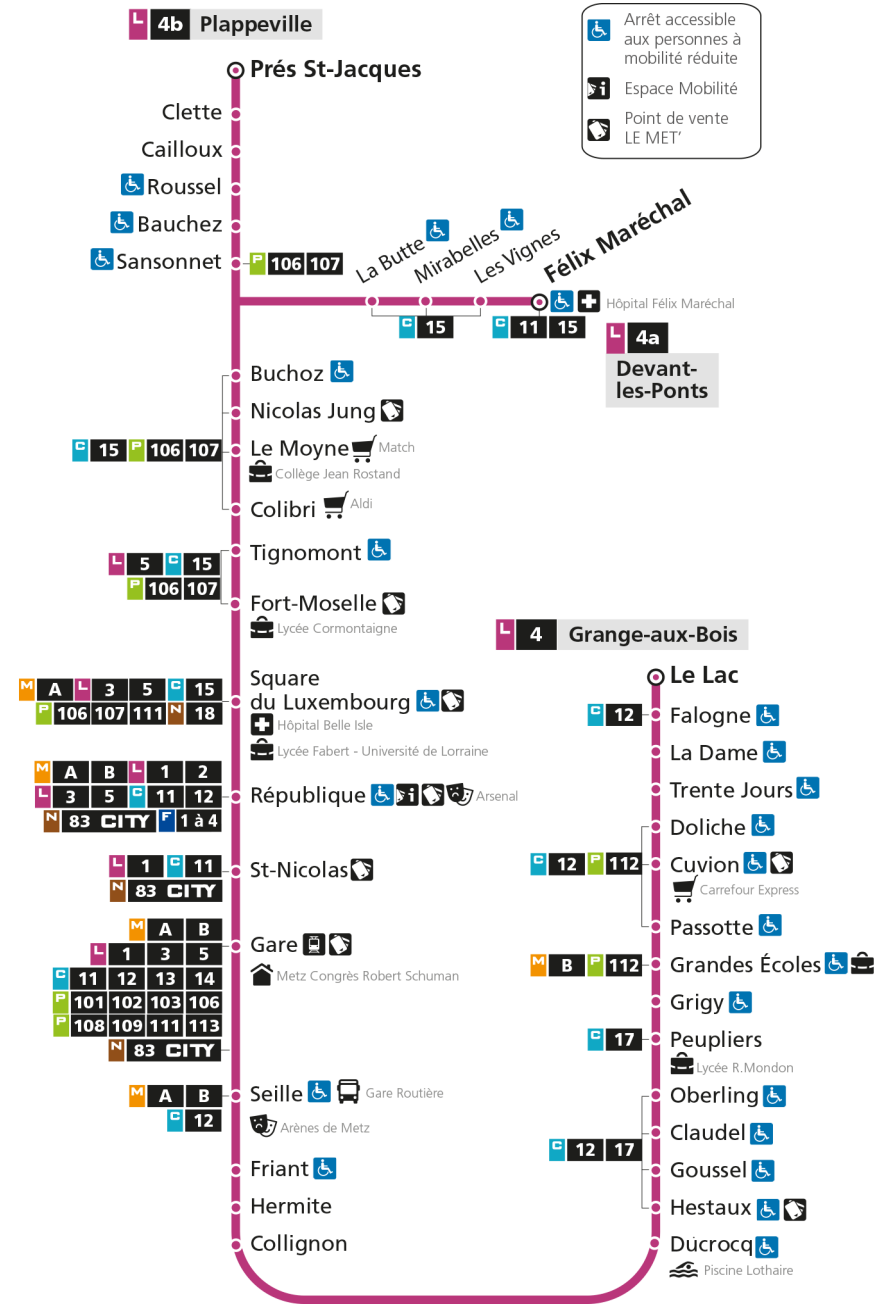 L 4b Plappeville
Arrêt accessible
aux personnes à
mobilité réduite
Espace Mobilité
Point de vente
LE MET'
Prés St-Jacques
Clette
Cailloux
Roussel
Bauchez
Sansonnet
P 106 107
La Butte
Mirabelles
Les Vignes
Félix Maréchal
Hôpital Félix Maréchal
C 15
C 11 15
L 4a
Devant-
les-Ponts
Buchoz
Nicolas Jung
C 15 P 106 107
Le Moyne Match
Collège Jean Rostand
Colibri Aldi
Tignomont
L 5 C 15
P 106 107
Fort-Moselle
Lycée Cormontaigne
Square
du Luxembourg
M A L 3 5 C 15
P 106 107 111 N 18
Hôpital Belle Isle
Lycée Fabert - Université de Lorraine
M A B L 1 2
L 3 5 C 11 12
N 83 CITY F 1 à 4
République Arsenal
L 1 C 11
N 83 CITY
St-Nicolas
M A B
L 1 3 5
C 11 12 13 14
P 101 102 103 106
P 108 109 111 113
N 83 CITY
Gare
Metz Congrès Robert Schuman
M A B
C 12
Seille Gare Routière
Arènes de Metz
Friant
Hermite
Collignon
L 4 Grange-aux-Bois
Le Lac
C 12
Falogne
La Dame
Trente Jours
Doliche
C 12 P 112
Cuvion
Carrefour Express
Passotte
M B P 112
Grandes Écoles
Grigy
C 17
Peupliers
Lycée R.Mondon
Oberling
Claudel
C 12 17
Goussel
Hestaux
Ducrocq
Piscine Lothaire